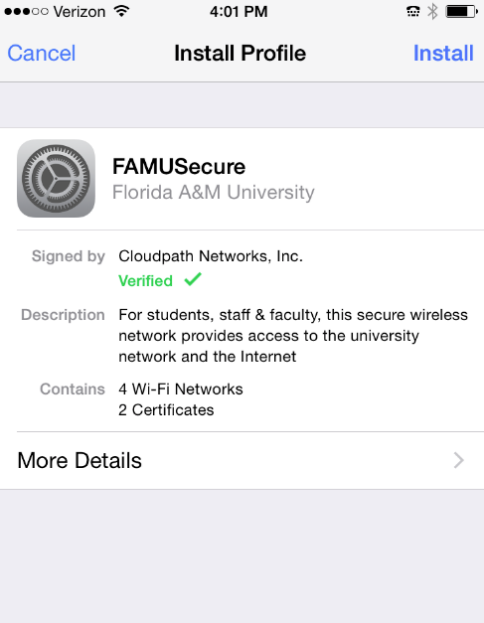 ●●●○○ Verizon 4:01 PM
Cancel Install Profile Install
FAMUSecure
Florida A&M University
Signed by Cloudpath Networks, Inc.
Verified ✓
Description For students, staff & faculty, this secure wireless
network provides access to the university
network and the Internet
Contains 4 Wi-Fi Networks
2 Certificates
More Details